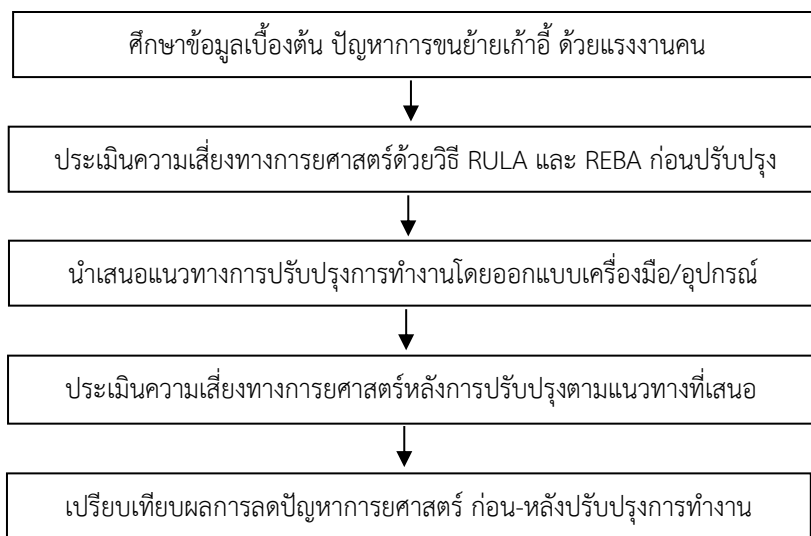 ศึกษาข้อมูลเบื้องต้น ปัญหาการขนย้ายเก้าอี้ ด้วยแรงงานคน
ประเมินความเสี่ยงทางการยศาสตร์ด้วยวิธี RULA และ REBA ก่อนปรับปรุง
นำเสนอแนวทางการปรับปรุงการทำงานโดยออกแบบเครื่องมือ/อุปกรณ์
ประเมินความเสี่ยงทางการยศาสตร์หลังการปรับปรุงตามแนวทางที่เสนอ
เปรียบเทียบผลการลดปัญหาการยศาสตร์ ก่อน-หลังปรับปรุงการทำงาน